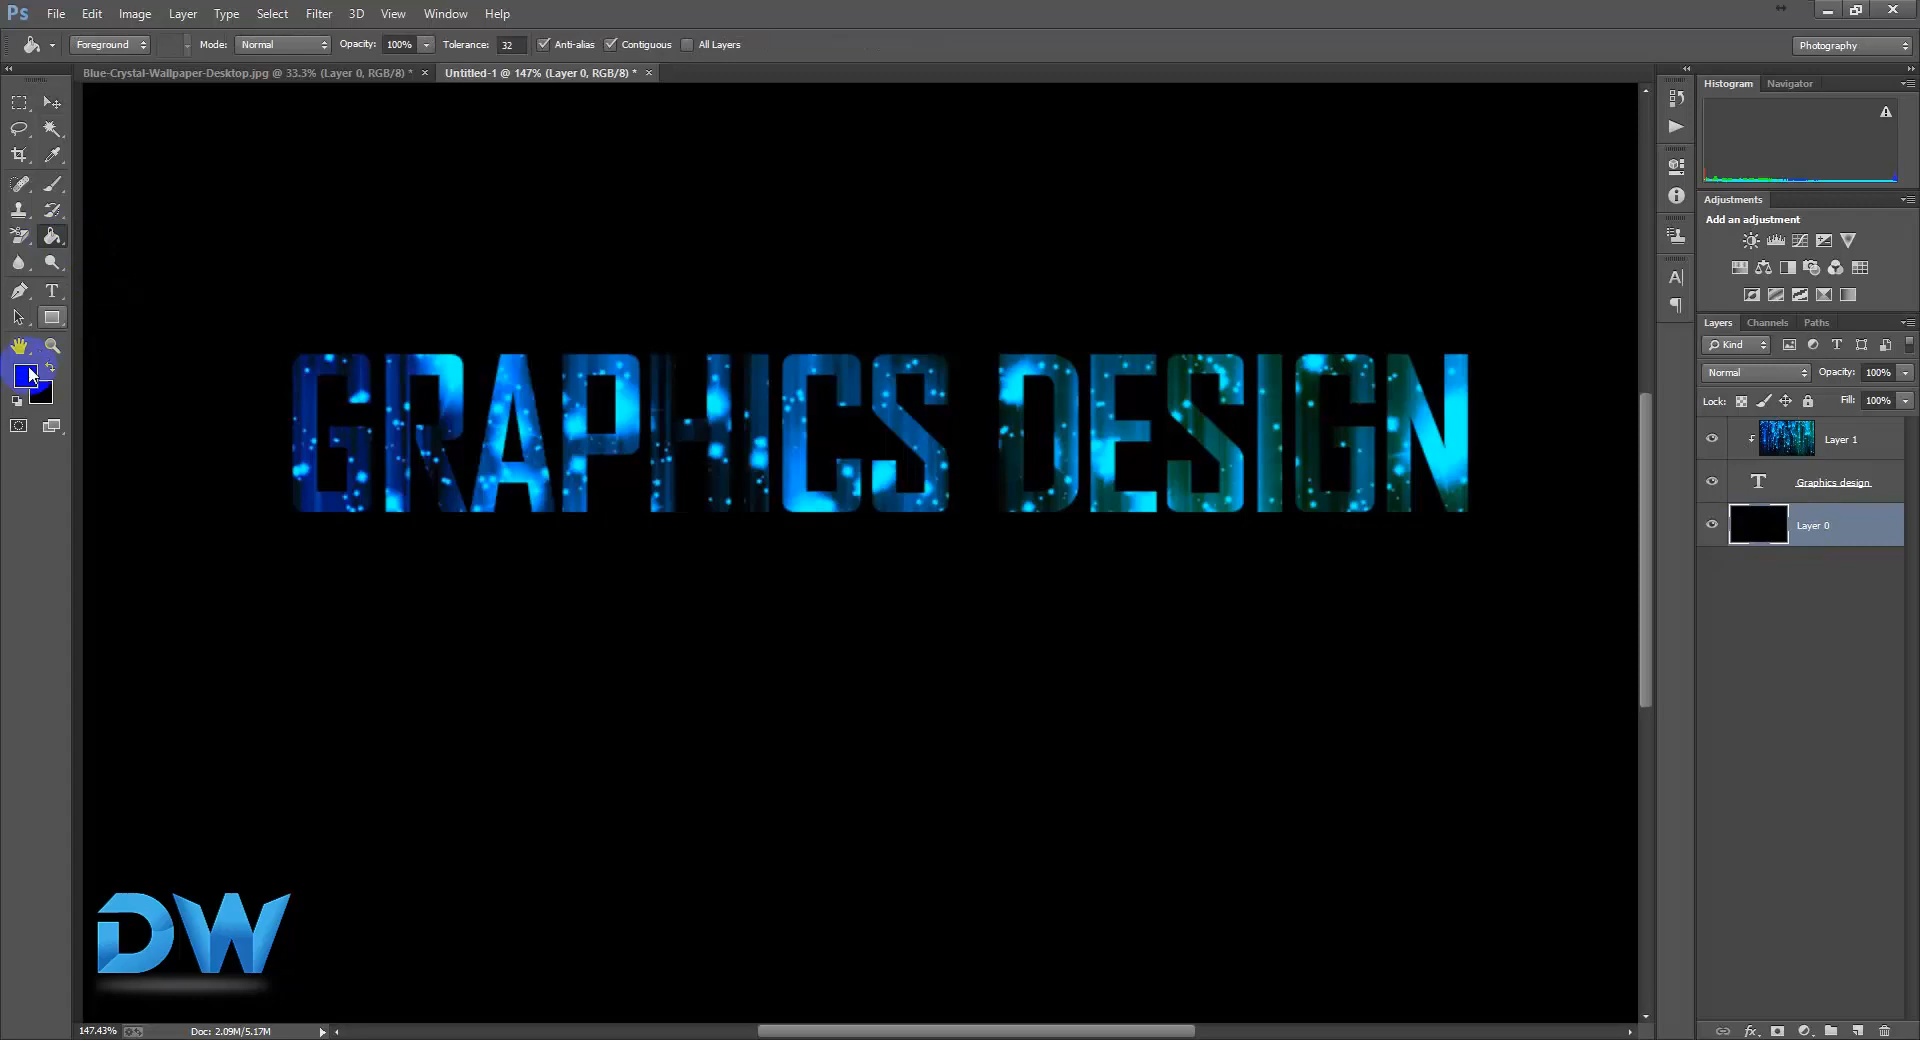 Ps File Edit Image Layer Type Select Filter 3D View Window Help
Foreground Mode: Normal Opacity: 100% Tolerance: 32 Anti-alias Contiguous All Layers Photography
Blue-Crystal-Wallpaper-Desktop.jpg @ 33.3% (Layer 0, RGB/8) * × Untitled-1 @ 147% (Layer 0, RGB/8) * ×
Histogram Navigator
Adjustments
Add an adjustment
Layers Channels Paths
Kind
Normal Opacity: 100%
Lock: Fill: 100%
Layer 1
T Graphics design
Layer 0
GRAPHICS DESIGN
DW
147.43% Doc: 2.09M/5.17M